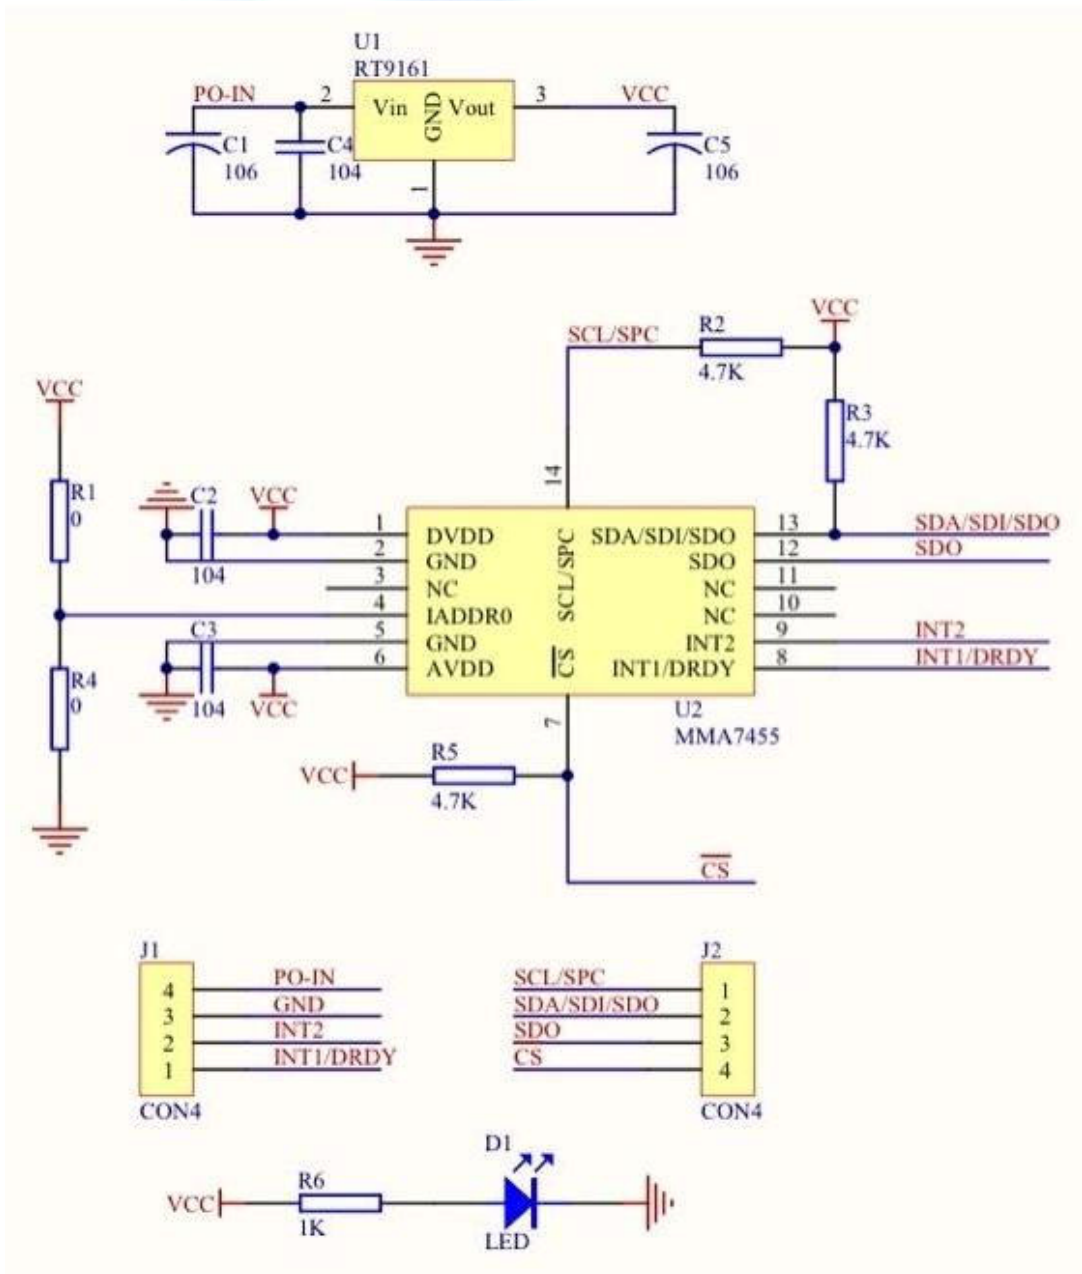 U1
RT9161
PO-IN
2
Vin
GND
Vout
3
VCC
C1
106
C4
104
1
C5
106
VCC
SCL/SPC
R2
4.7K
R3
4.7K
VCC
R1
0
C2
104
VCC
14
1
DVDD
2
GND
3
NC
4
IADDR0
5
GND
6
AVDD
SCL/SPC
CS
SDA/SDI/SDO
13
SDA/SDI/SDO
SDO
12
SDO
NC
11
NC
10
INT2
9
INT2
INT1/DRDY
8
INT1/DRDY
C3
104
VCC
R4
0
7
U2
MMA7455
VCC
R5
4.7K
CS
J1
4
PO-IN
3
GND
2
INT2
1
INT1/DRDY
CON4
J2
SCL/SPC
1
SDA/SDI/SDO
2
SDO
3
CS
4
CON4
VCC
R6
1K
D1
LED